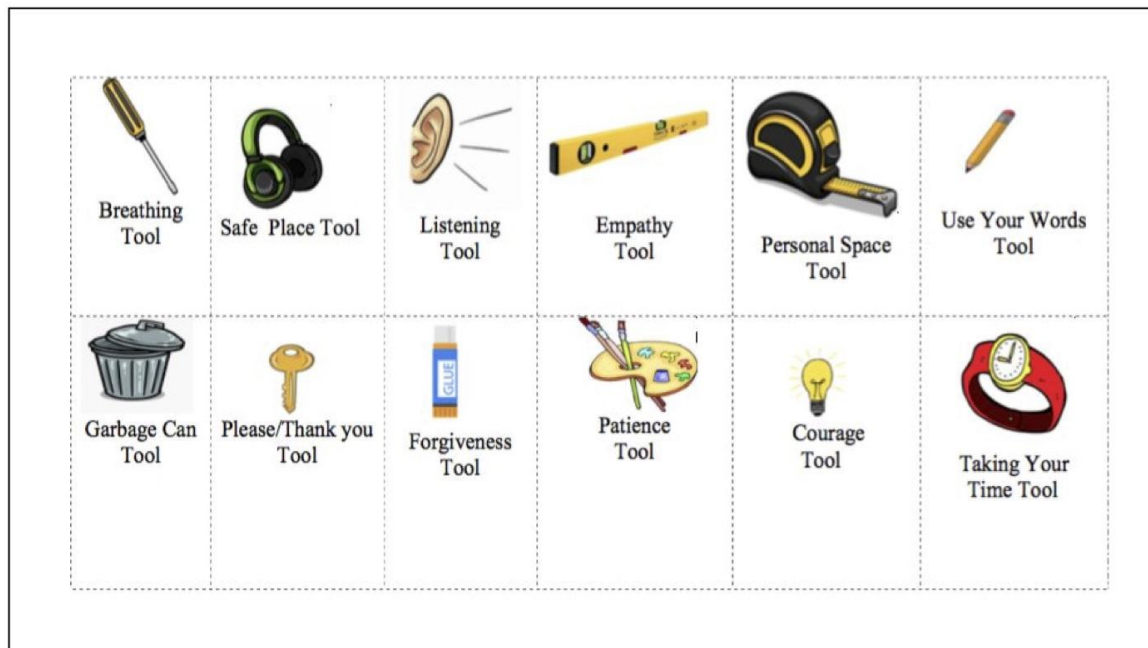 Breathing
Tool
Safe Place Tool
Listening
Tool
Empathy
Tool
Personal Space
Tool
Use Your Words
Tool
Garbage Can
Tool
Please/Thank you
Tool
GLUE
Forgiveness
Tool
Patience
Tool
Courage
Tool
Taking Your
Time Tool